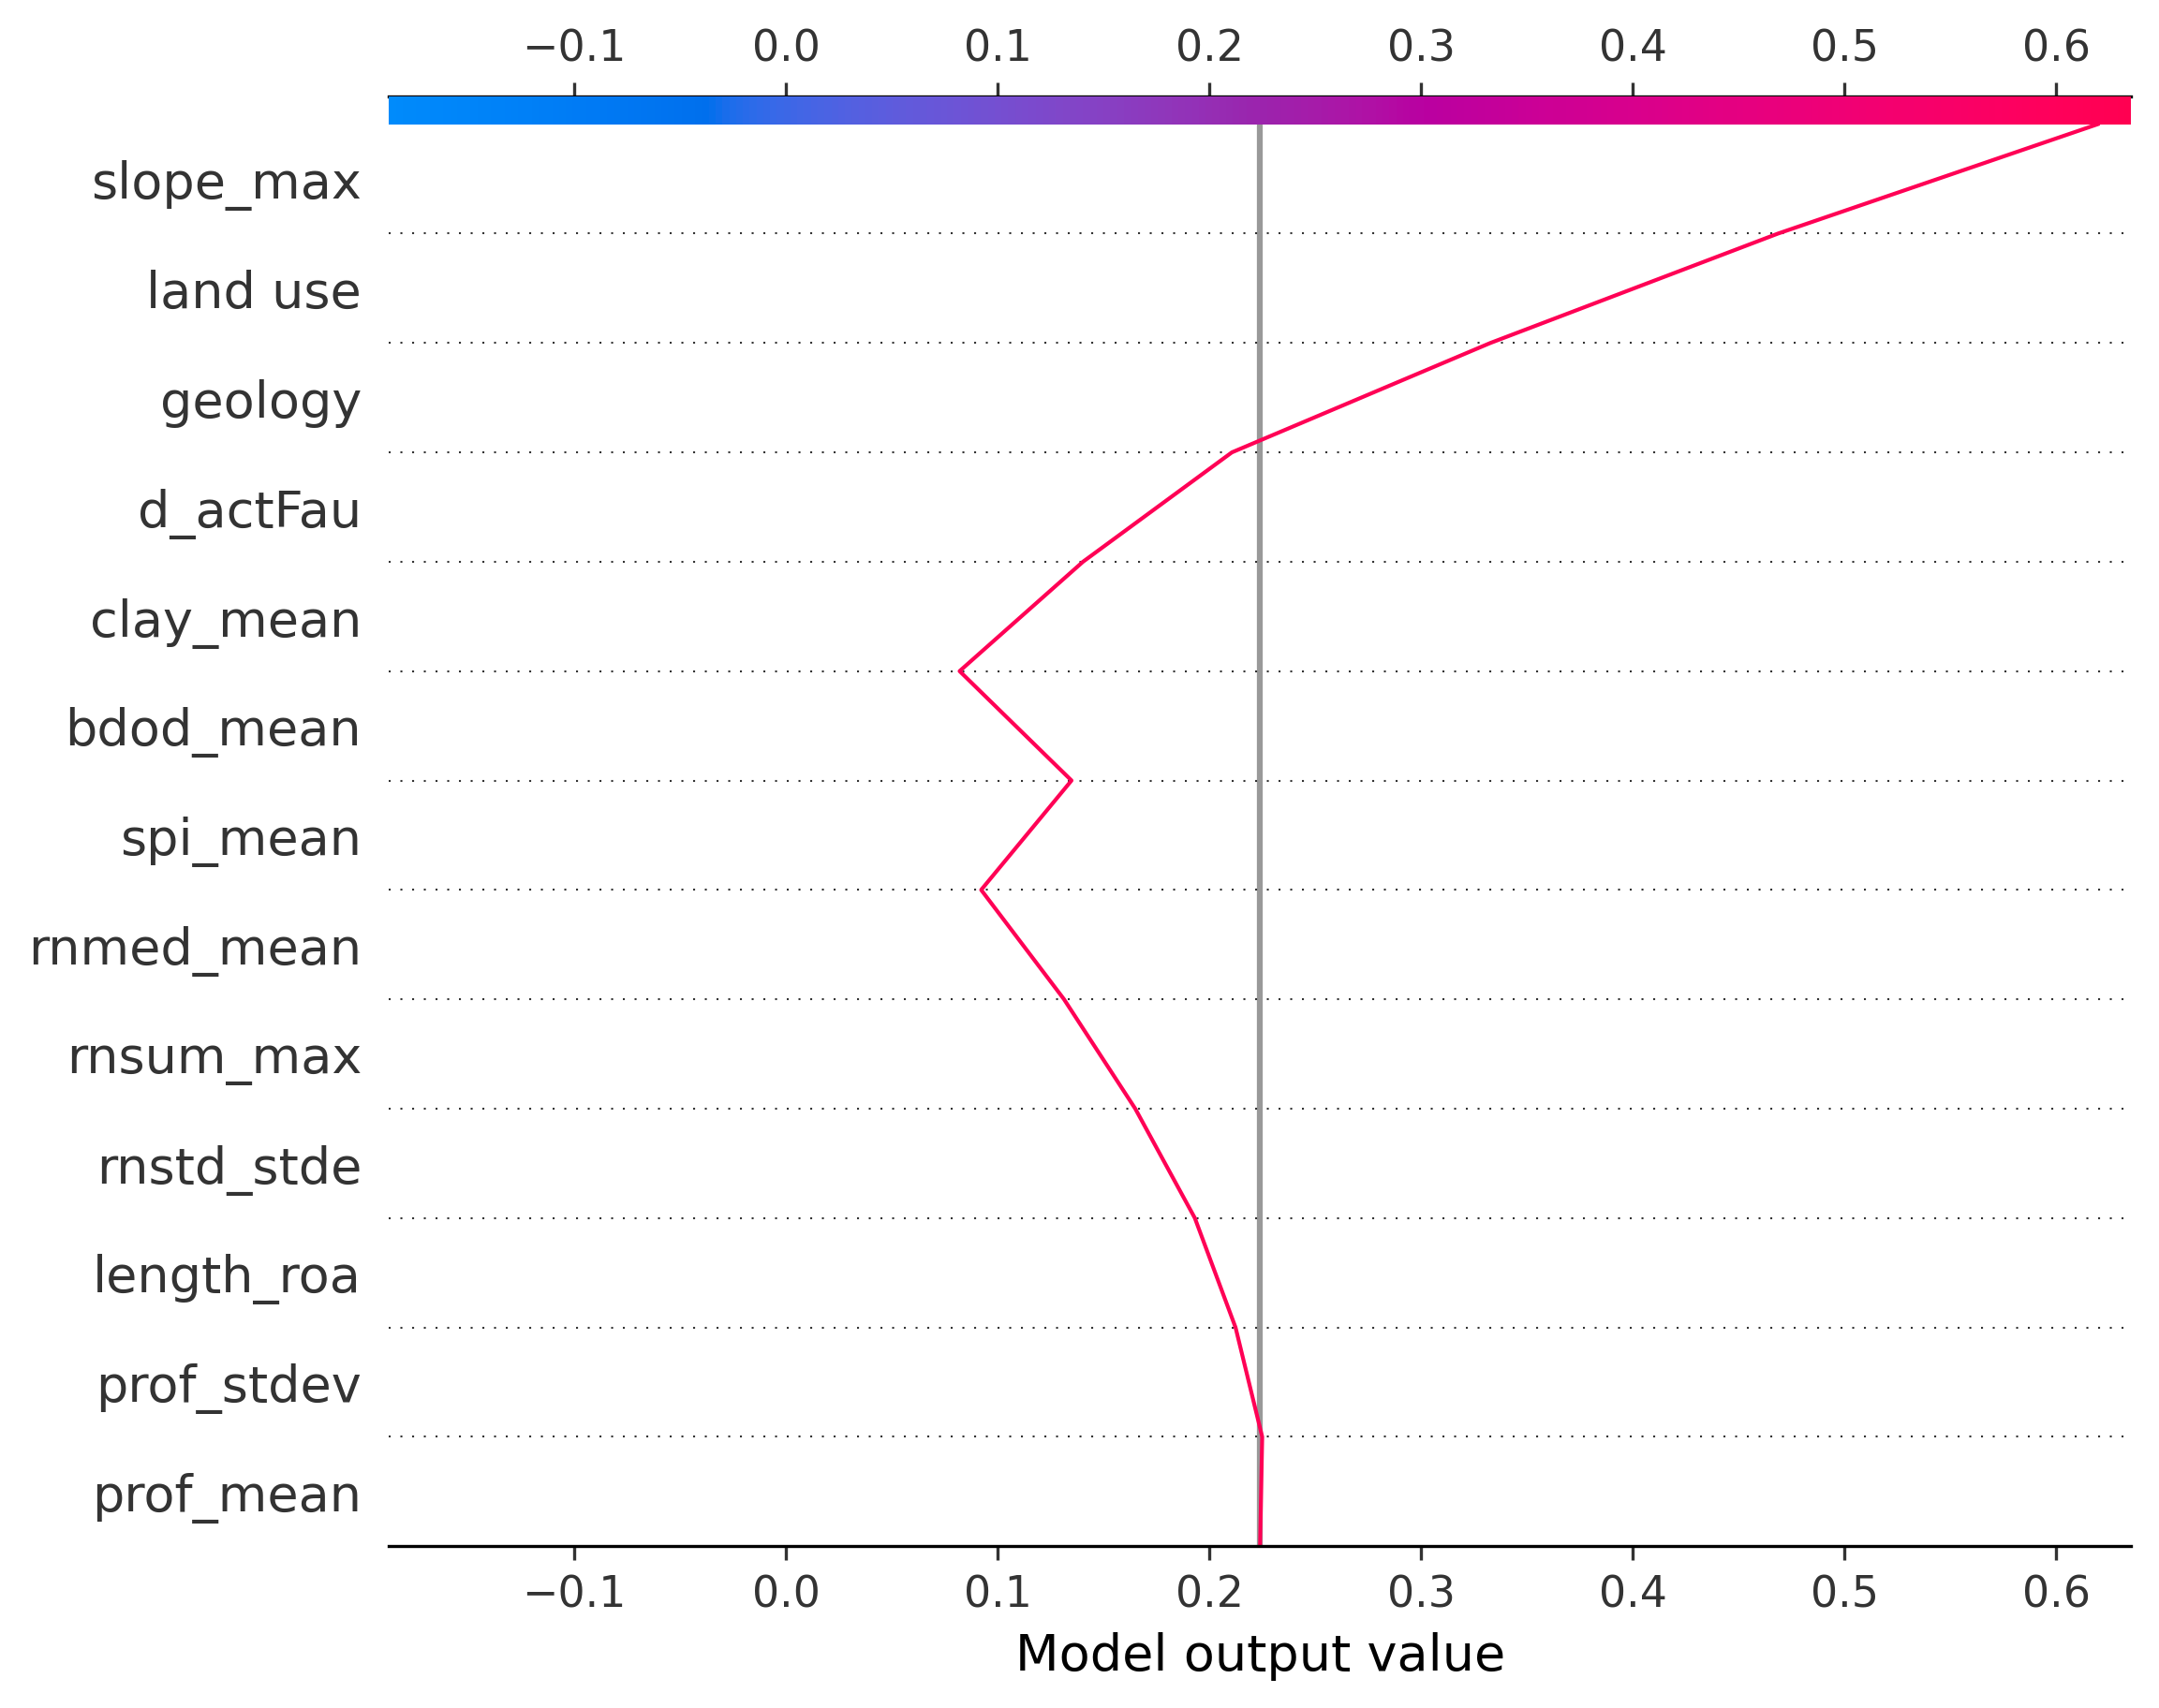 −0.1 0.0 0.1 0.2 0.3 0.4 0.5 0.6
slope_max
land use
geology
d_actFau
clay_mean
bdod_mean
spi_mean
rnmed_mean
rnsum_max
rnstd_stde
length_roa
prof_stdev
prof_mean
−0.1 0.0 0.1 0.2 0.3 0.4 0.5 0.6
Model output value